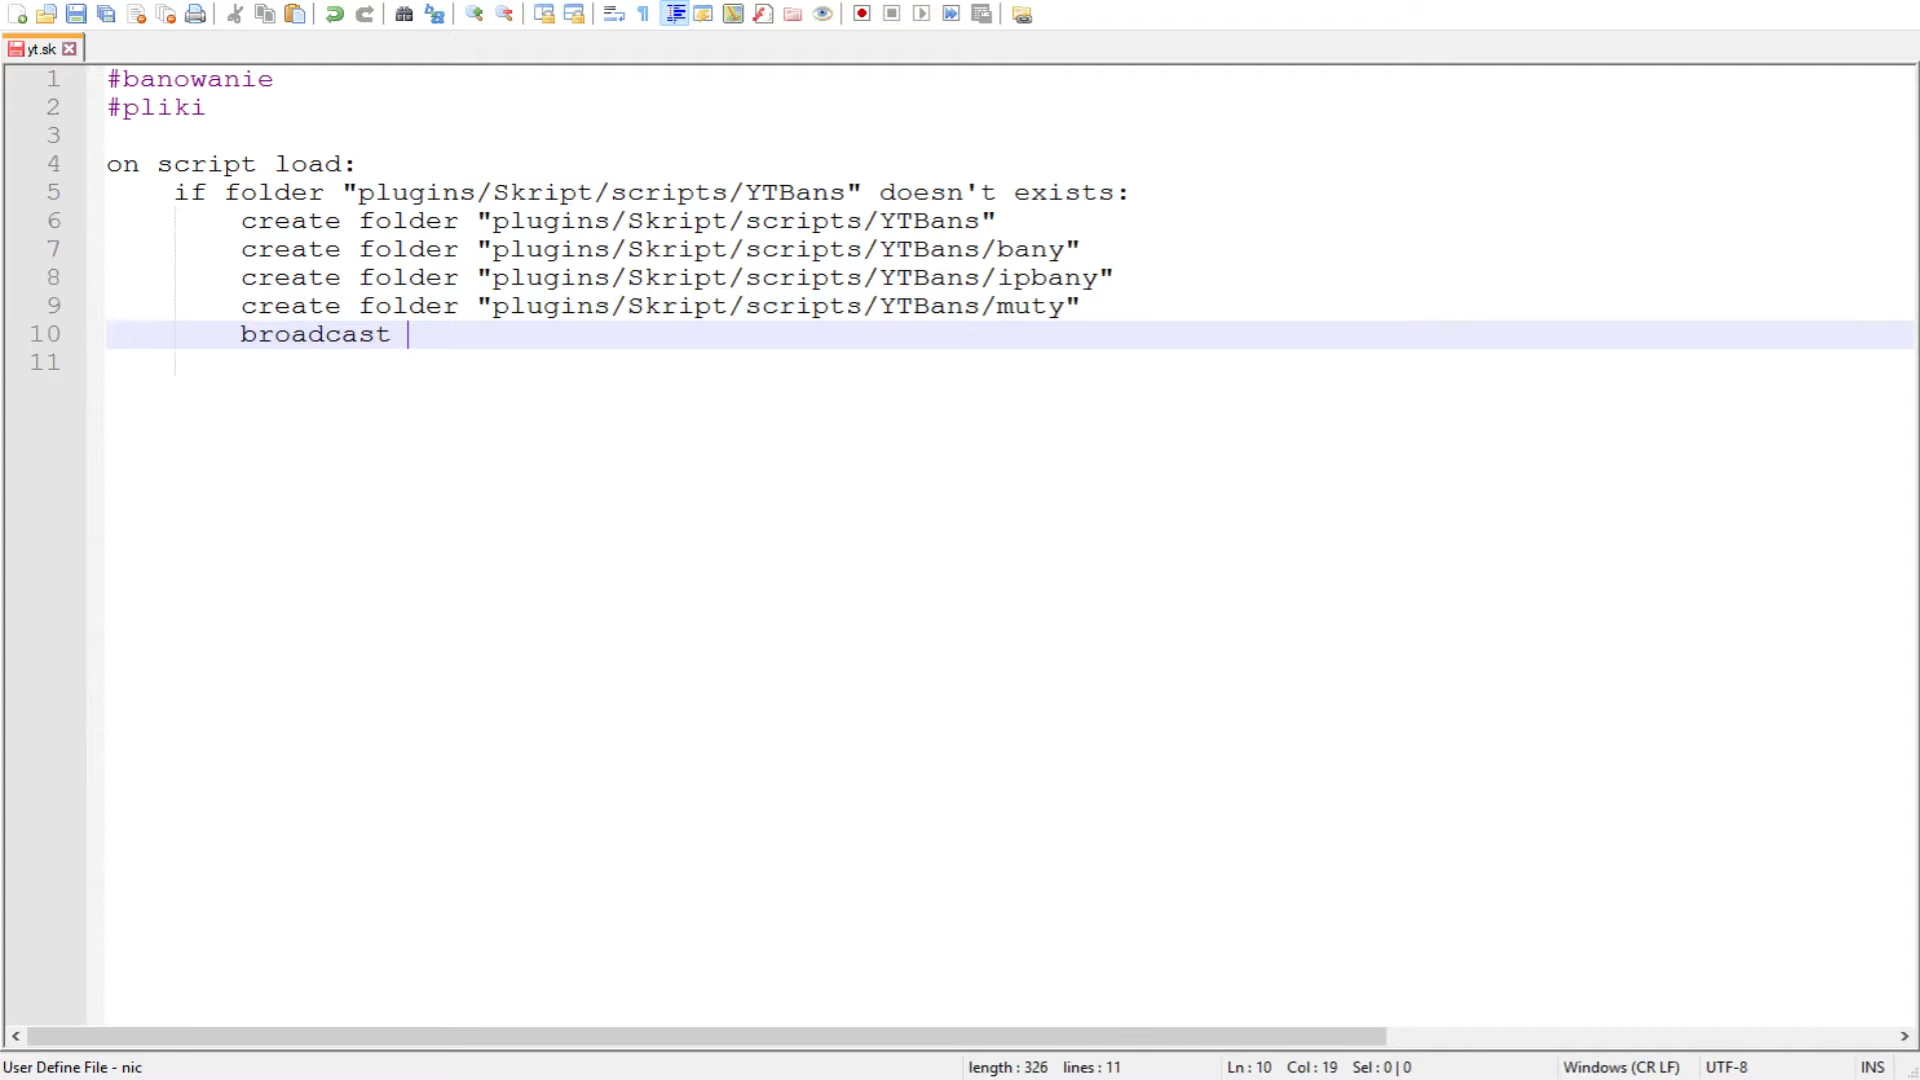 yt.sk
1 #banowanie
2 #pliki
3
4 on script load:
5 if folder "plugins/Skript/scripts/YTBans" doesn't exists:
6 create folder "plugins/Skript/scripts/YTBans"
7 create folder "plugins/Skript/scripts/YTBans/bany"
8 create folder "plugins/Skript/scripts/YTBans/ipbany"
9 create folder "plugins/Skript/scripts/YTBans/muty"
10 broadcast
11
User Define File - nic length : 326 lines : 11 Ln : 10 Col : 19 Sel : 0 | 0 Windows (CR LF) UTF-8 INS